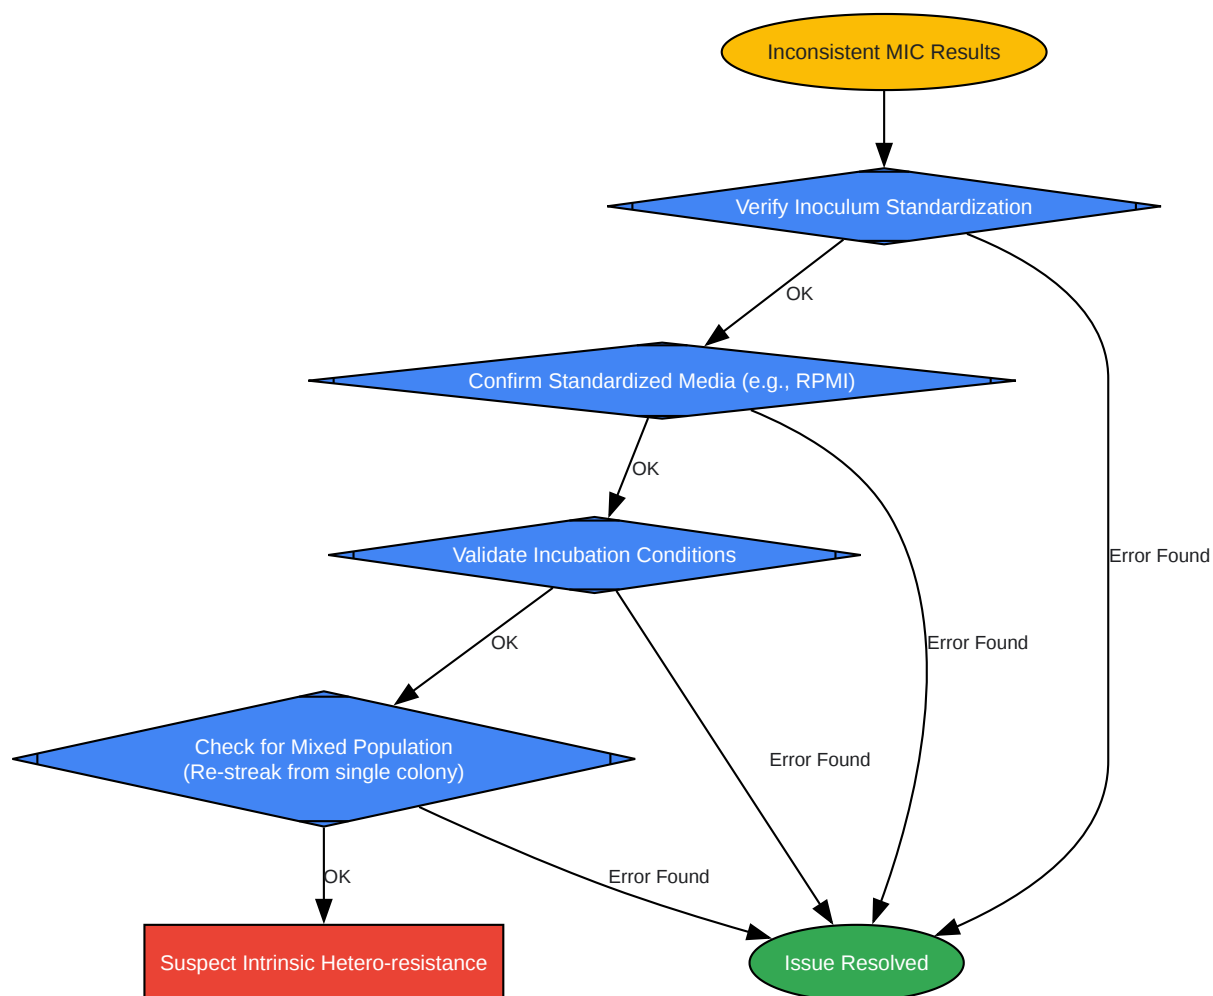 Inconsistent MIC Results
Verify Inoculum Standardization
OK
Confirm Standardized Media (e.g., RPMI)
OK
Validate Incubation Conditions
Error Found
OK
Error Found
Check for Mixed Population
(Re-streak from single colony)
Error Found
OK
Error Found
Suspect Intrinsic Hetero-resistance
Issue Resolved